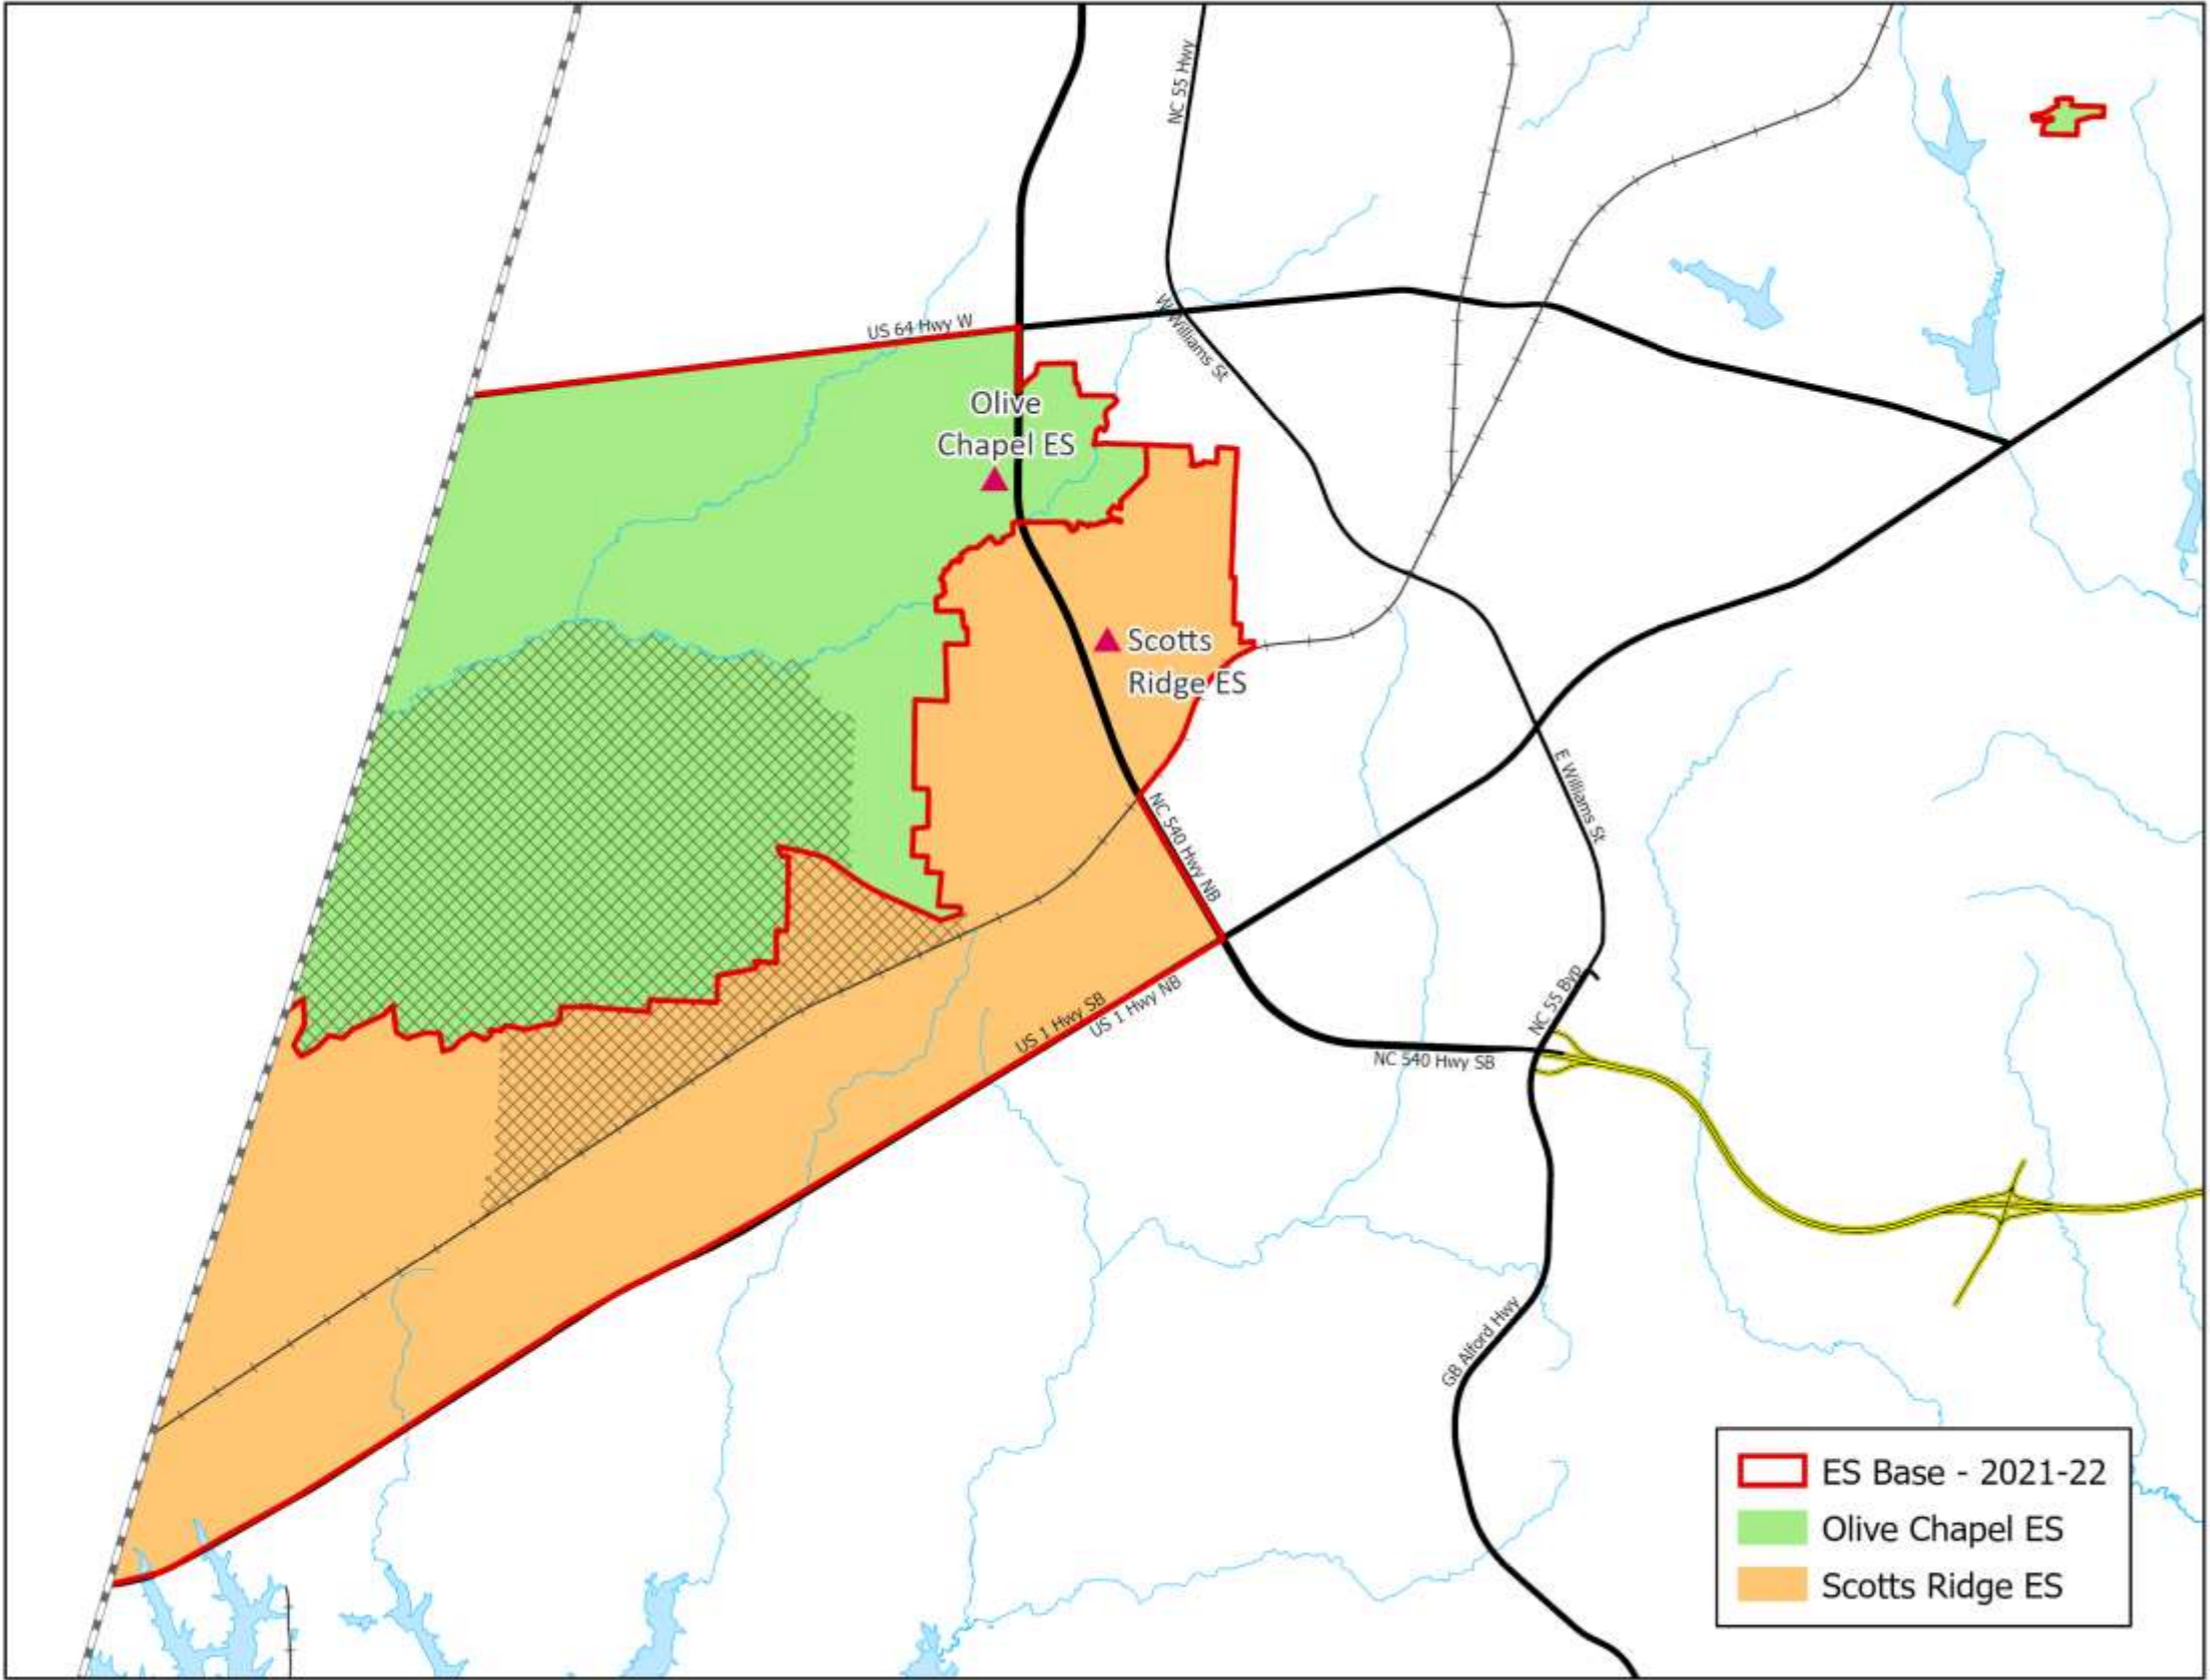 NC 55 Hwy
US 64 Hwy W
W Williams St
Olive
Chapel ES
Scotts
Ridge ES
NC 540 Hwy NB
E Williams St
US 1 Hwy SB
US 1 Hwy NB
NC 55 Byp
NC 540 Hwy SB
GB Alford Hwy
ES Base - 2021-22
Olive Chapel ES
Scotts Ridge ES